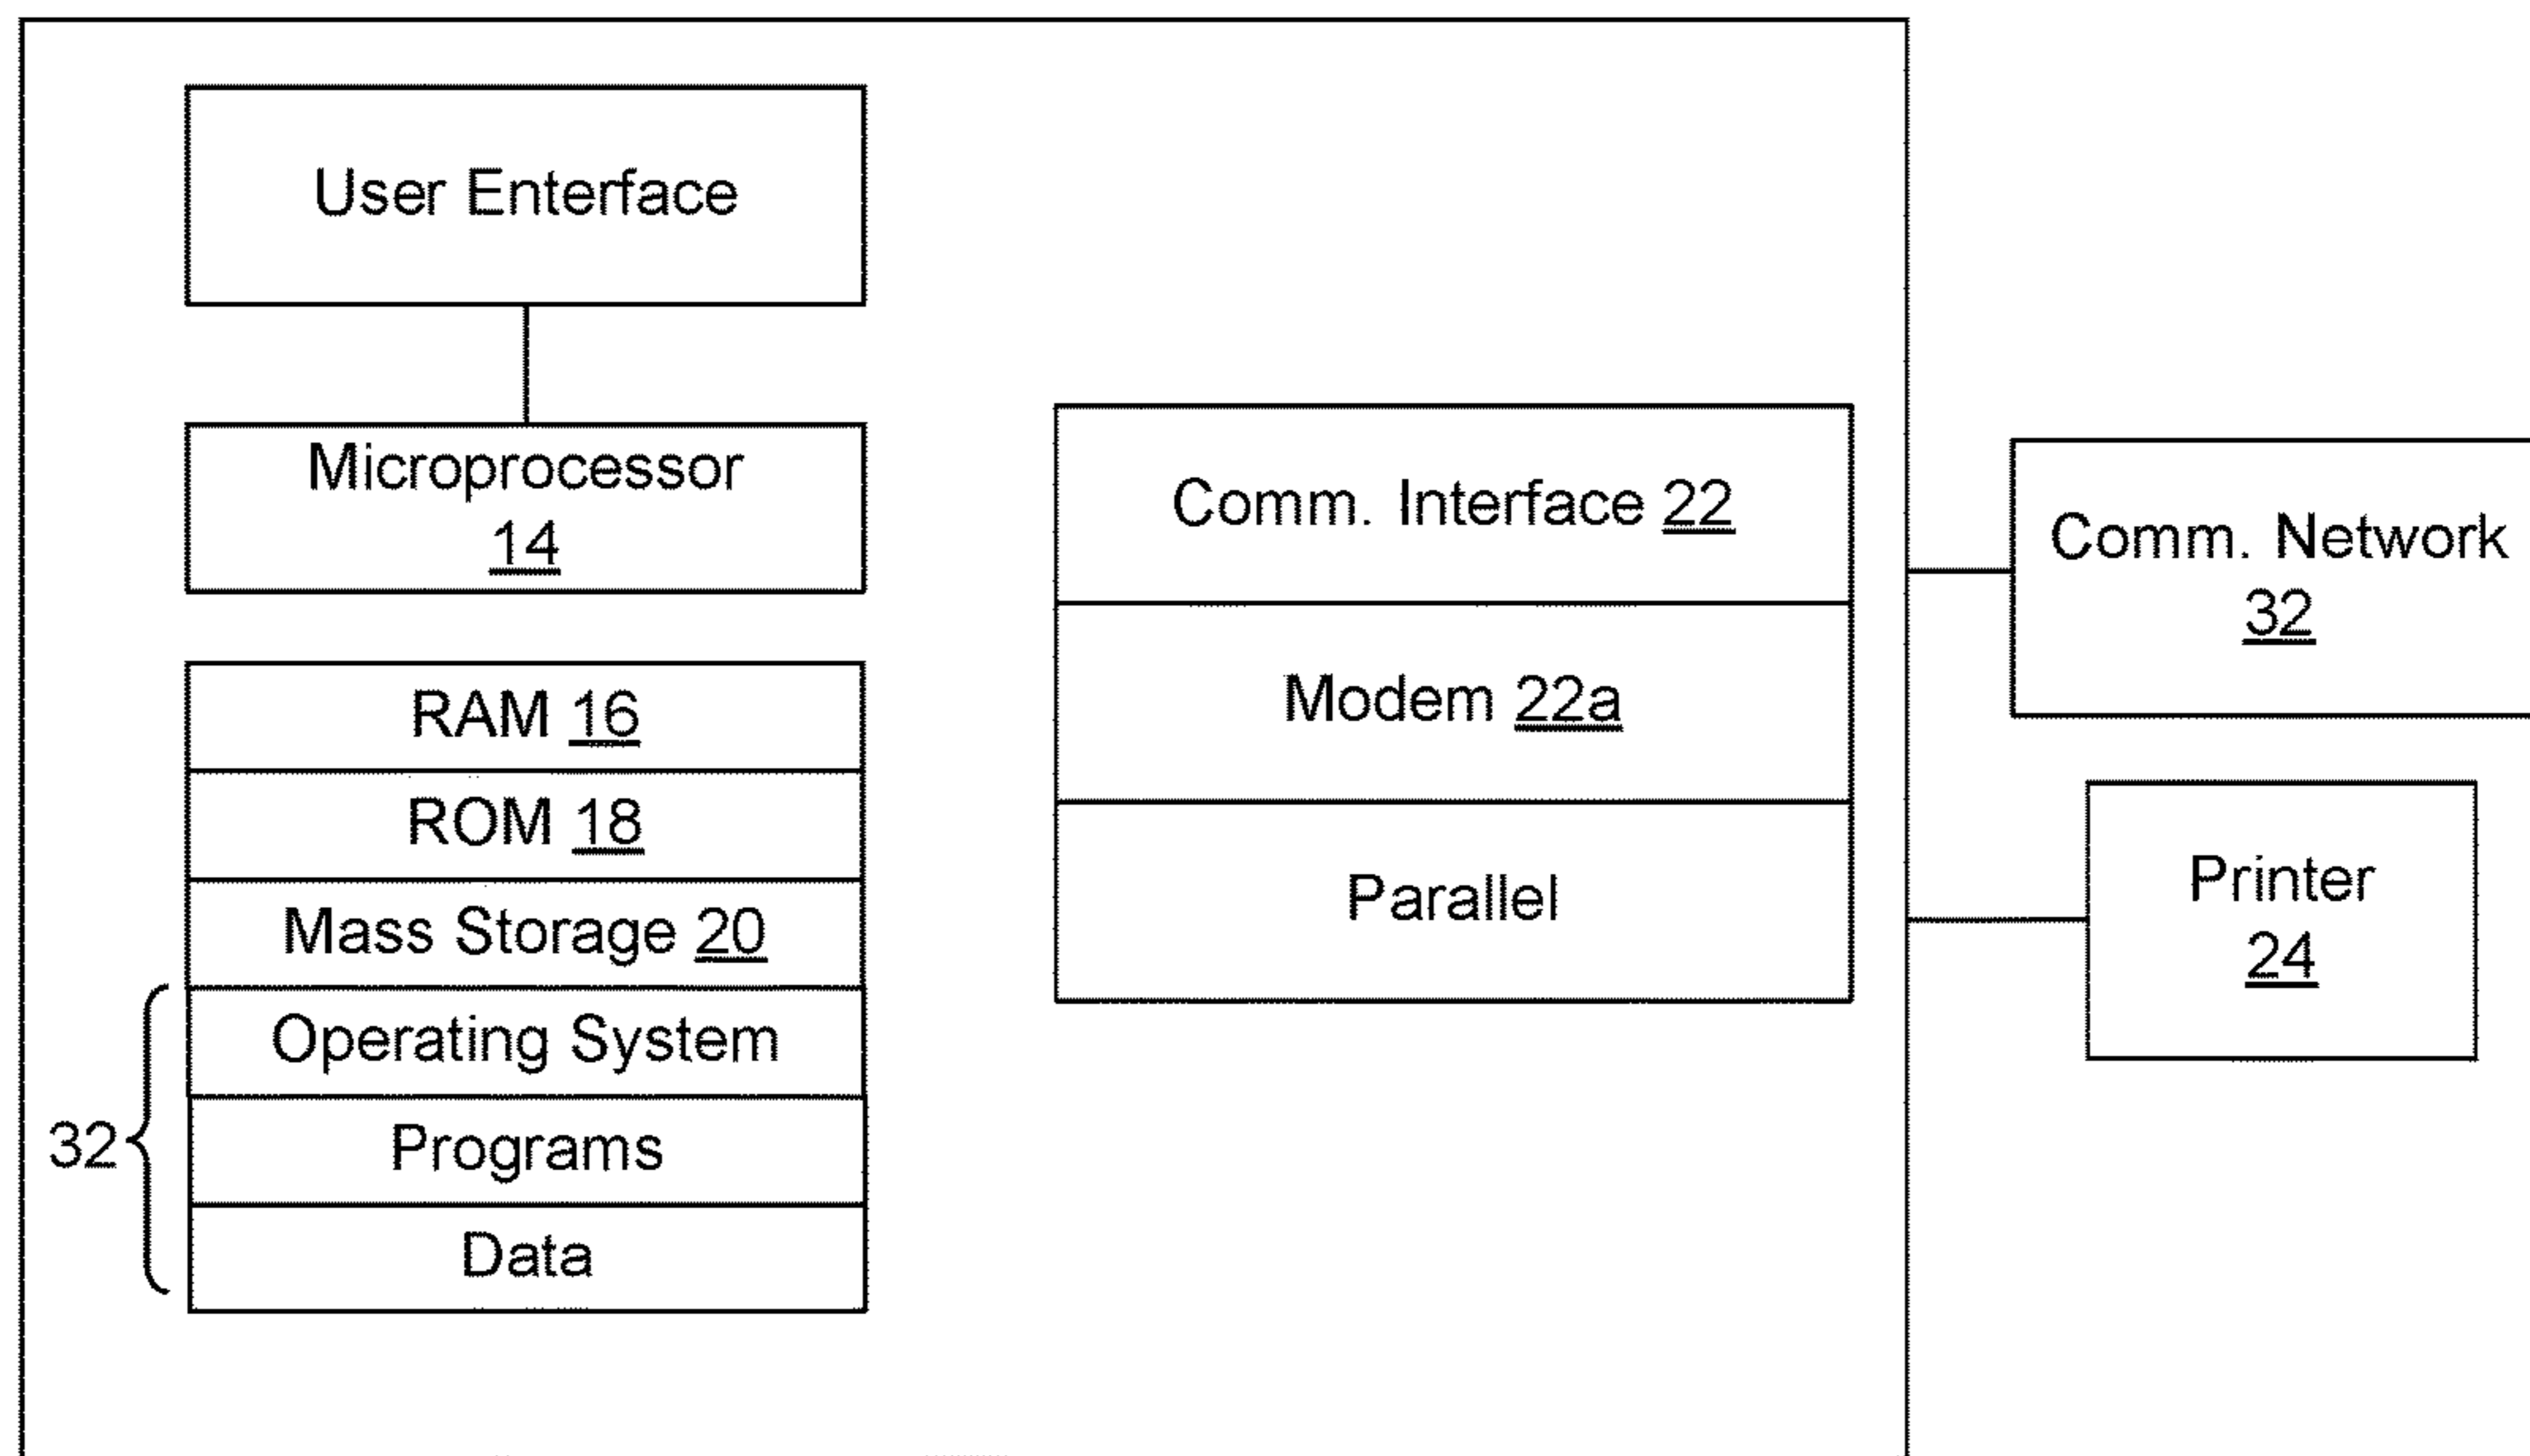 User Enterface
Microprocessor
14
RAM 16
ROM 18
Mass Storage 20
Operating System
Programs
Data
32
Comm. Interface 22
Modem 22a
Parallel
Comm. Network
32
Printer
24